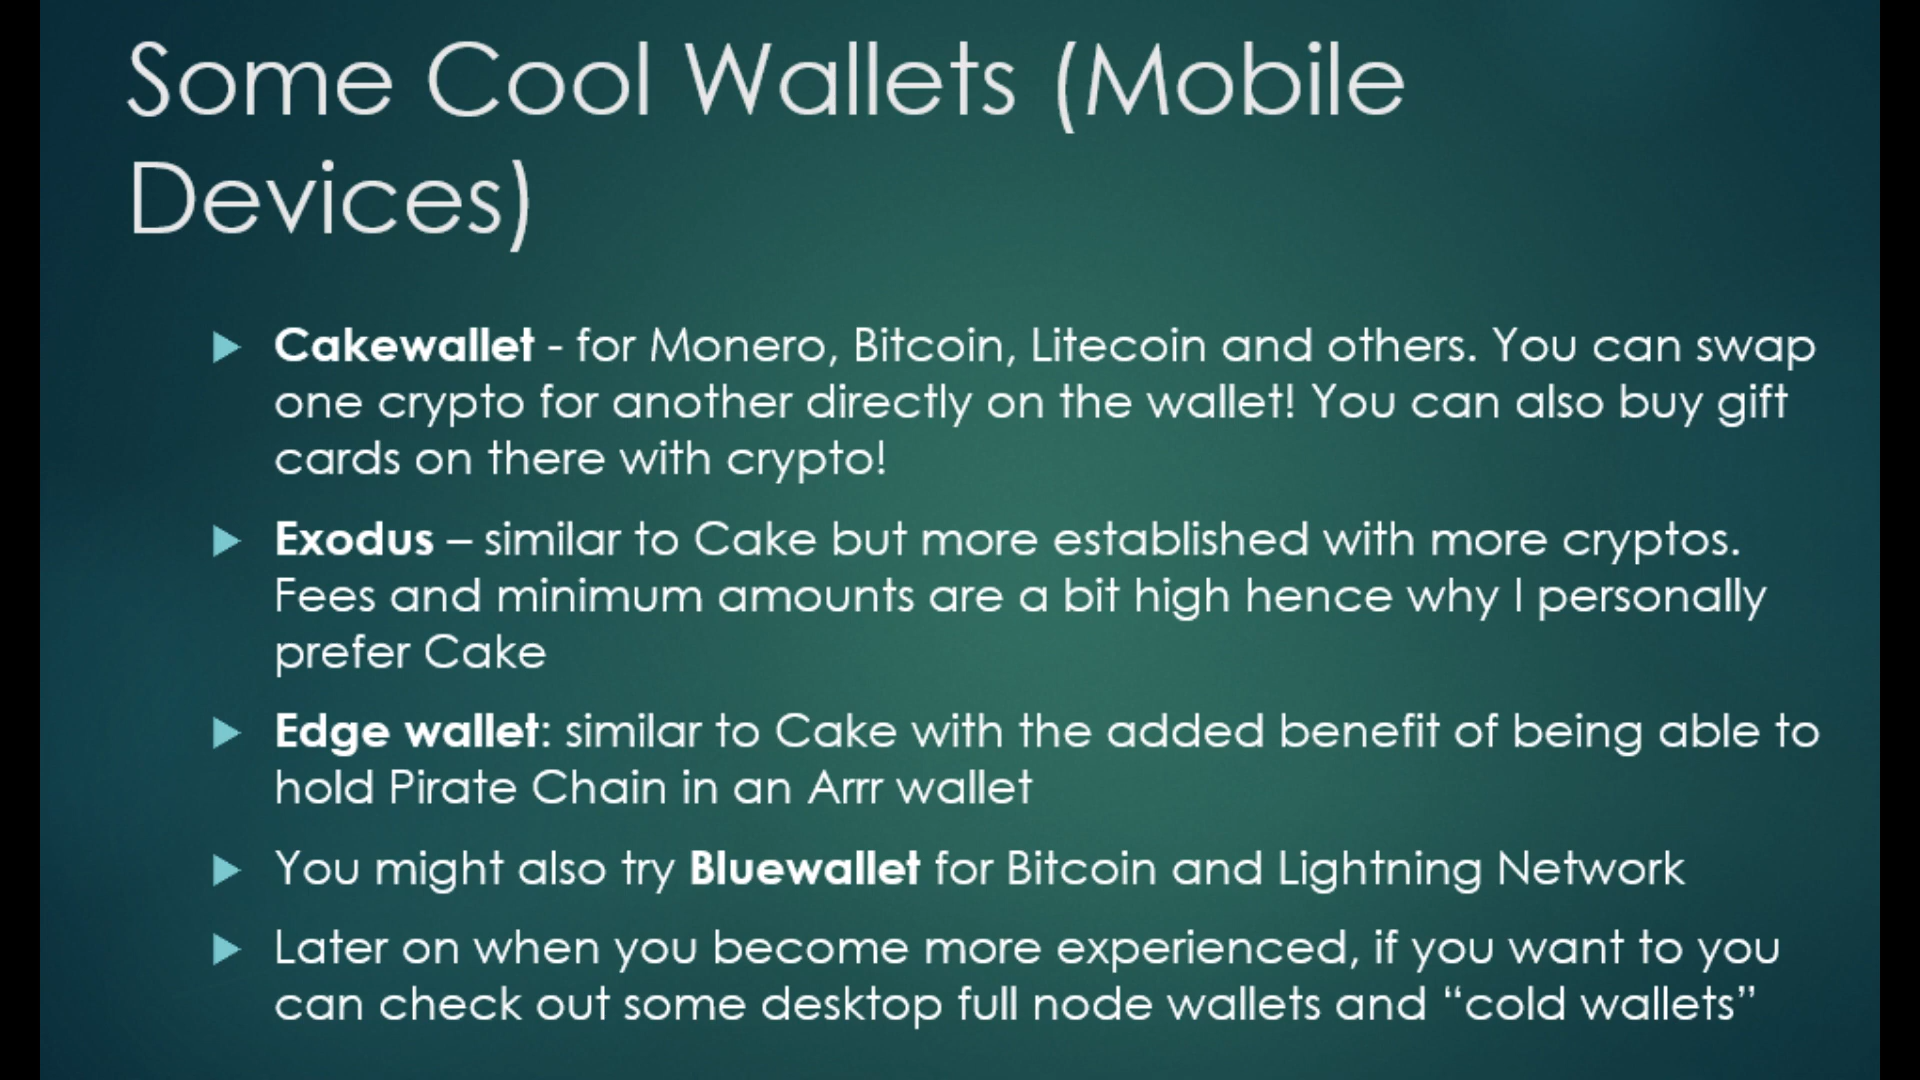 Some Cool Wallets (Mobile
Devices)
Cakewallet - for Monero, Bitcoin, Litecoin and others. You can swap
one crypto for another directly on the wallet! You can also buy gift
cards on there with crypto!
Exodus – similar to Cake but more established with more cryptos.
Fees and minimum amounts are a bit high hence why I personally
prefer Cake
Edge wallet: similar to Cake with the added benefit of being able to
hold Pirate Chain in an Arrr wallet
You might also try Bluewallet for Bitcoin and Lightning Network
Later on when you become more experienced, if you want to you
can check out some desktop full node wallets and “cold wallets”